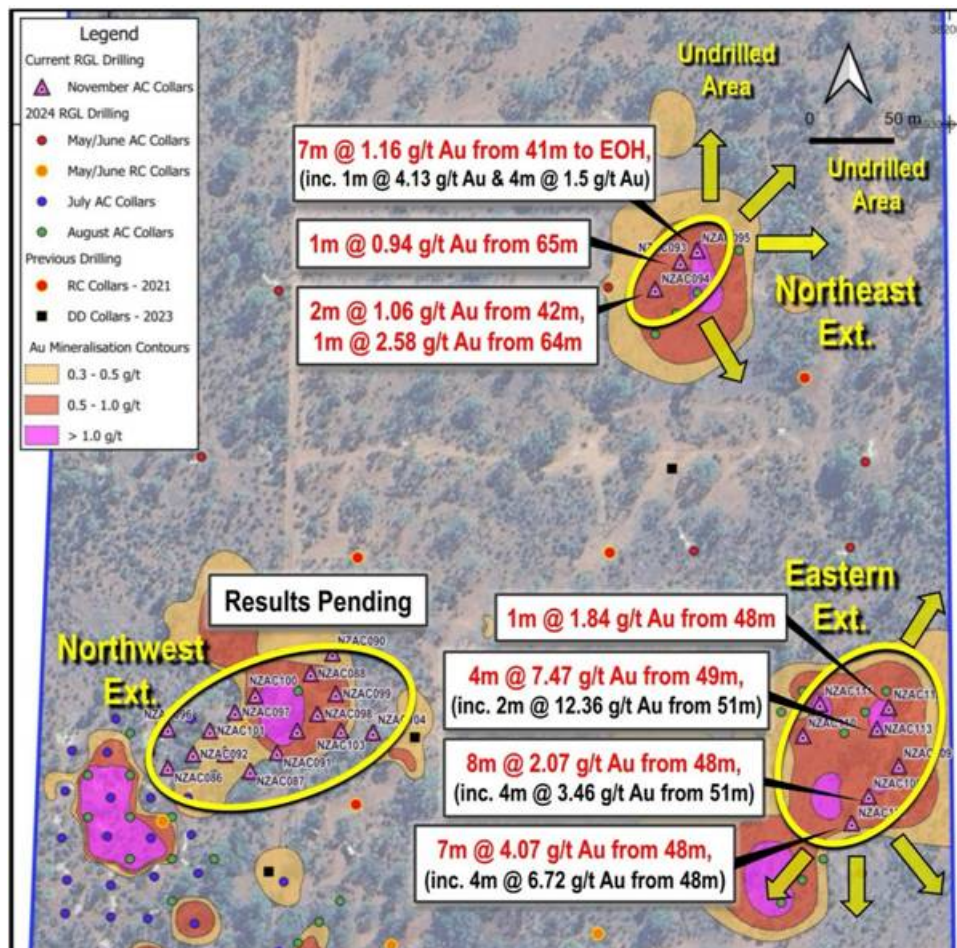 Legend
Current RGL Drilling
November AC Collars
2024 RGL Drilling
May/June AC Collars
May/June RC Collars
July AC Collars
August AC Collars
Previous Drilling
RC Collars - 2021
DD Collars - 2023
Au Mineralisation Contours
0.3 - 0.5 g/t
0.5 - 1.0 g/t
> 1.0 g/t
Undrilled
Area
0 50 m
Undrilled
Area
7m @ 1.16 g/t Au from 41m to EOH,
(inc. 1m @ 4.13 g/t Au & 4m @ 1.5 g/t Au)
1m @ 0.94 g/t Au from 65m
2m @ 1.06 g/t Au from 42m,
1m @ 2.58 g/t Au from 64m
NZAC095
NZAC094
Northeast
Ext.
Results Pending
Northwest
Ext.
NZAC090
NZAC088
NZAC100
NZAC099
NZAC097
NZAC098
NZAC101
NZAC103
NZAC092
NZAC091
NZAC086
NZAC087
Eastern
Ext.
1m @ 1.84 g/t Au from 48m
4m @ 7.47 g/t Au from 49m,
(inc. 2m @ 12.36 g/t Au from 51m)
8m @ 2.07 g/t Au from 48m,
(inc. 4m @ 3.46 g/t Au from 51m)
7m @ 4.07 g/t Au from 48m,
(inc. 4m @ 6.72 g/t Au from 48m)
NZAC113